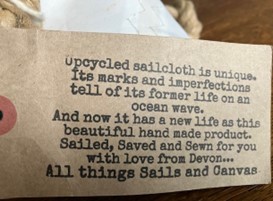 Upcycled sailcloth is unique.
Its marks and imperfections
tell of its former life on an
ocean wave.
And now it has a new life as this
beautiful hand made product.
Sailed, Saved and Sewn for you
with love from Devon...
All things Sails and Canvas